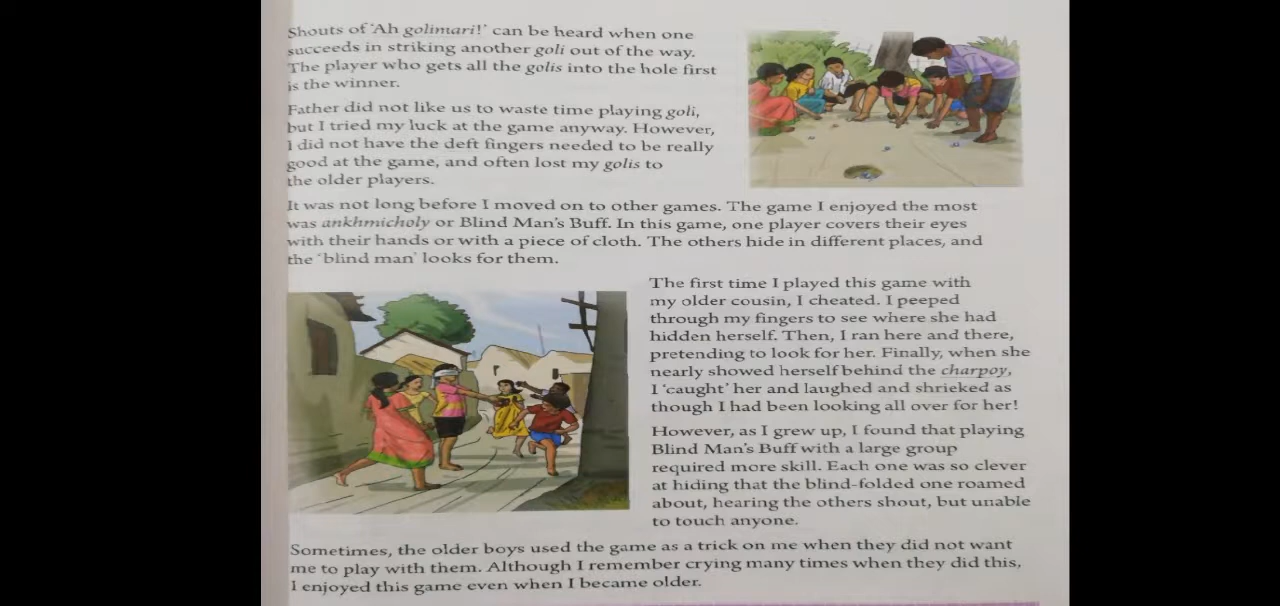 Shouts of 'Ah golimari!' can be heard when one
succeeds in striking another goli out of the way.
The player who gets all the golis into the hole first
is the winner.
Father did not like us to waste time playing goli,
but I tried my luck at the game anyway. However,
I did not have the deft fingers needed to be really
good at the game, and often lost my golis to
the older players.
It was not long before I moved on to other games. The game I enjoyed the most
was ankhmicholy or Blind Man's Buff. In this game, one player covers their eyes
with their hands or with a piece of cloth. The others hide in different places, and
the 'blind man' looks for them.
The first time I played this game with
my older cousin, I cheated. I peeped
through my fingers to see where she had
hidden herself. Then, I ran here and there,
pretending to look for her. Finally, when she
nearly showed herself behind the charpoy,
I 'caught' her and laughed and shrieked as
though I had been looking all over for her!
However, as I grew up, I found that playing
Blind Man's Buff with a large group
required more skill. Each one was so clever
at hiding that the blind-folded one roamed
about, hearing the others shout, but unable
to touch anyone.
Sometimes, the older boys used the game as a trick on me when they did not want
me to play with them. Although I remember crying many times when they did this,
I enjoyed this game even when I became older.